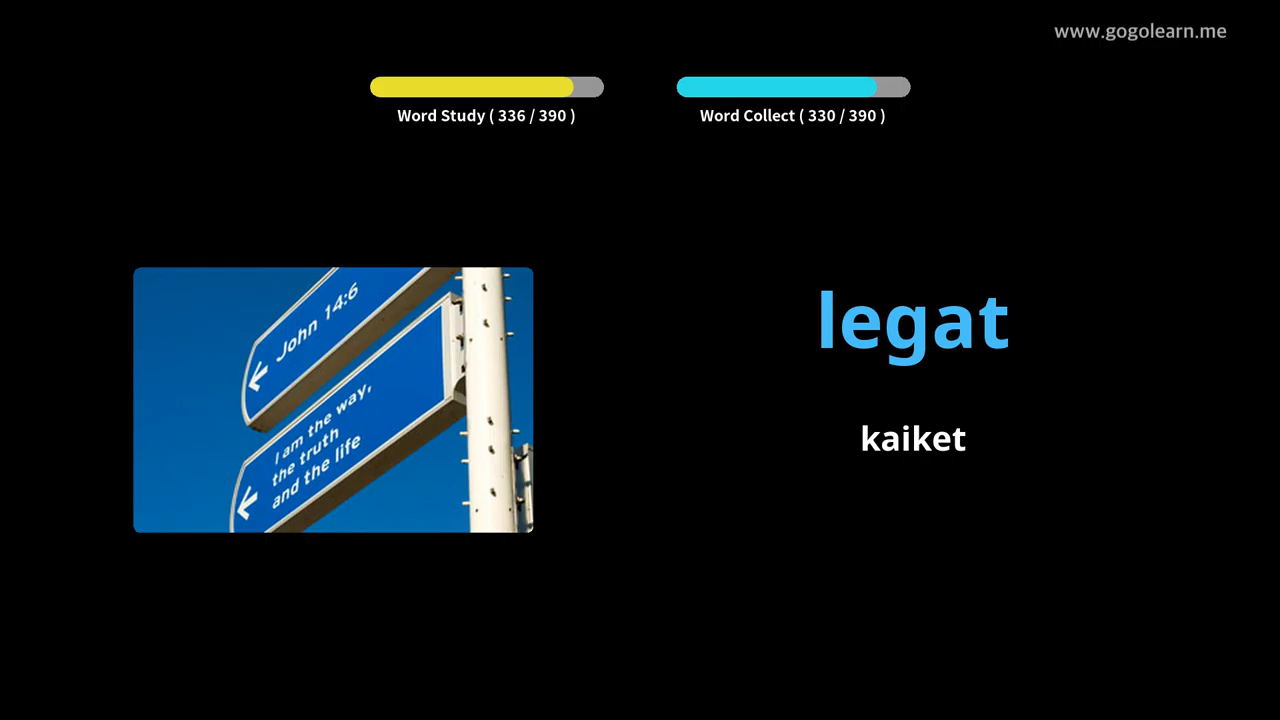 www.gogolearn.me
Word Study ( 336 / 390 )
Word Collect ( 330 / 390 )
John 14:6
I am the way,
the truth
and the life
legat
kaiket